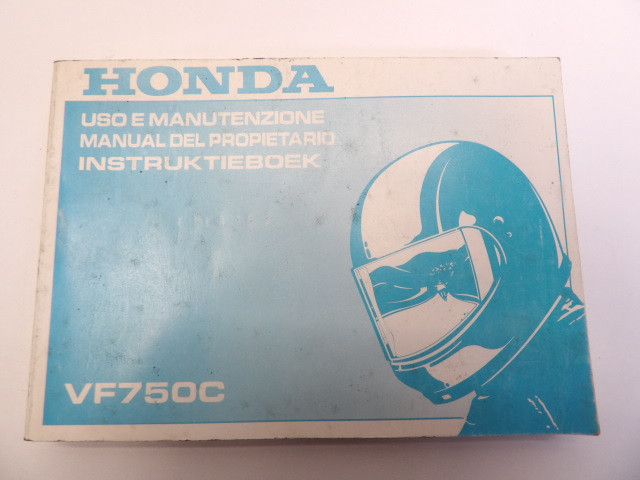 HONDA
USO E MANUTENZIONE
MANUAL DEL PROPIETARIO
INSTRUKTIEBOEK
VF750C